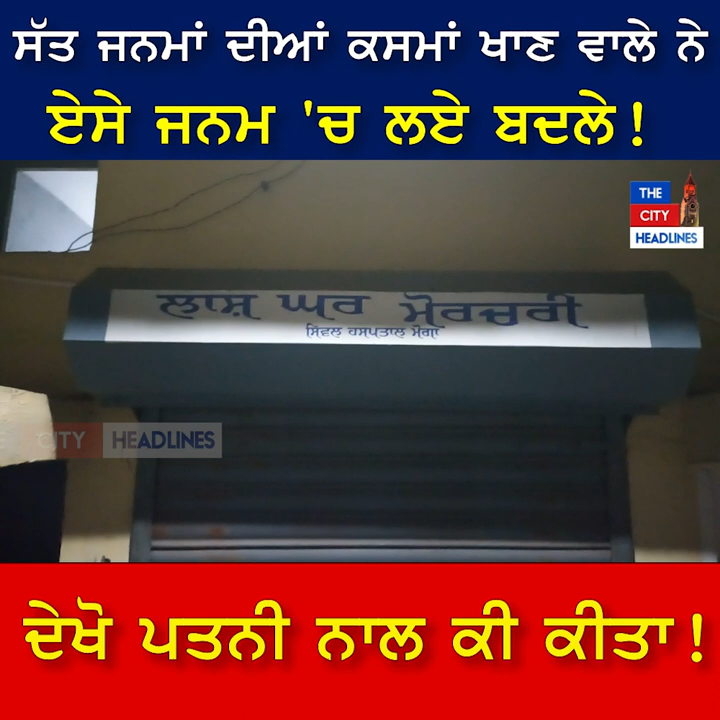 ਸੱਤ ਜਨਮਾਂ ਦੀਆਂ ਕਸਮਾਂ ਖਾਣ ਵਾਲੇ ਨੇ
ਏਸੇ ਜਨਮ 'ਚ ਲਏ ਬਦਲੇ!
THE
CITY
HEADLINES
ਲਾਸ਼ ਘਰ ਮੋਰਚਰੀ
ਸਿਵਲ ਹਸਪਤਾਲ ਮੋਗਾ
CITY HEADLINES
ਦੇਖੋ ਪਤਨੀ ਨਾਲ ਕੀ ਕੀਤਾ!